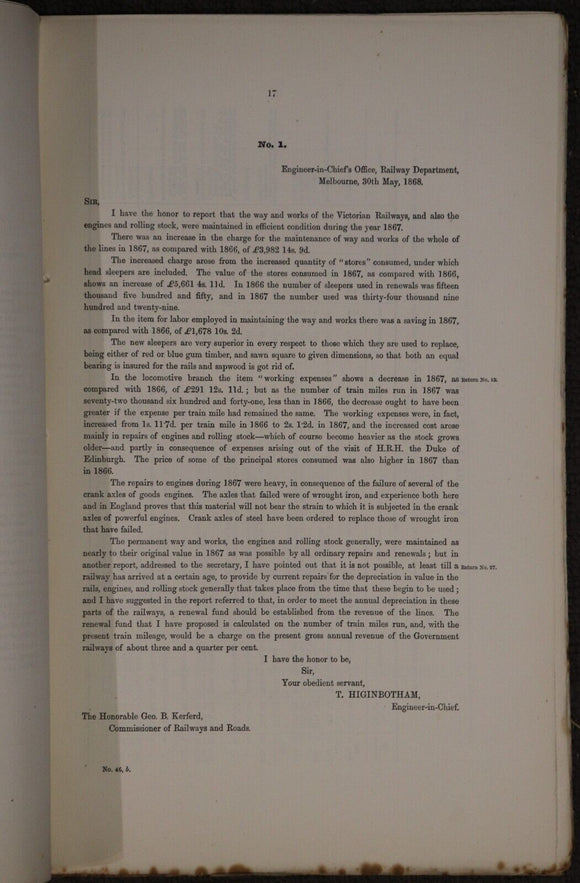 17
No. 1.
Engineer-in-Chief's Office, Railway Department,
Melbourne, 30th May, 1868.
SIR,
I have the honor to report that the way and works of the Victorian Railways, and also the
engines and rolling stock, were maintained in efficient condition during the year 1867.
There was an increase in the charge for the maintenance of way and works of the whole of
the lines in 1867, as compared with 1866, of £3,982 14s. 9d.
The increased charge arose from the increased quantity of "stores" consumed, under which
head sleepers are included. The value of the stores consumed in 1867, as compared with 1866,
shows an increase of £5,661 4s. 11d. In 1866 the number of sleepers used in renewals was fifteen
thousand five hundred and fifty, and in 1867 the number used was thirty-four thousand nine
hundred and twenty-nine.
In the item for labor employed in maintaining the way and works there was a saving in 1867,
as compared with 1866, of £1,678 10s. 2d.
The new sleepers are very superior in every respect to those which they are used to replace,
being either of red or blue gum timber, and sawn square to given dimensions, so that both an equal
bearing is insured for the rails and sapwood is got rid of.
In the locomotive branch the item "working expenses" shows a decrease in 1867, as Return No. 13.
compared with 1866, of £291 12s. 11d.; but as the number of train miles run in 1867 was
seventy-two thousand six hundred and forty-one, less than in 1866, the decrease ought to have been
greater if the expense per train mile had remained the same. The working expenses were, in fact,
increased from 1s. 11·7d. per train mile in 1866 to 2s. 1·2d. in 1867, and the increased cost arose
mainly in repairs of engines and rolling stock—which of course become heavier as the stock grows
older—and partly in consequence of expenses arising out of the visit of H.R.H. the Duke of
Edinburgh. The price of some of the principal stores consumed was also higher in 1867 than
in 1866.
The repairs to engines during 1867 were heavy, in consequence of the failure of several of the
crank axles of goods engines. The axles that failed were of wrought iron, and experience both here
and in England proves that this material will not bear the strain to which it is subjected in the crank
axles of powerful engines. Crank axles of steel have been ordered to replace those of wrought iron
that have failed.
The permanent way and works, the engines and rolling stock generally, were maintained as
nearly to their original value in 1867 as was possible by all ordinary repairs and renewals; but in
another report, addressed to the secretary, I have pointed out that it is not possible, at least till a Return No. 27.
railway has arrived at a certain age, to provide by current repairs for the depreciation in value in the
rails, engines, and rolling stock generally that takes place from the time that these begin to be used;
and I have suggested in the report referred to that, in order to meet the annual depreciation in these
parts of the railways, a renewal fund should be established from the revenue of the lines. The
renewal fund that I have proposed is calculated on the number of train miles run, and, with the
present train mileage, would be a charge on the present gross annual revenue of the Government
railways of about three and a quarter per cent.
I have the honor to be,
Sir,
Your obedient servant,
T. HIGINBOTHAM,
Engineer-in-Chief.
The Honorable Geo. B. Kerferd,
Commissioner of Railways and Roads.
No. 46, b.